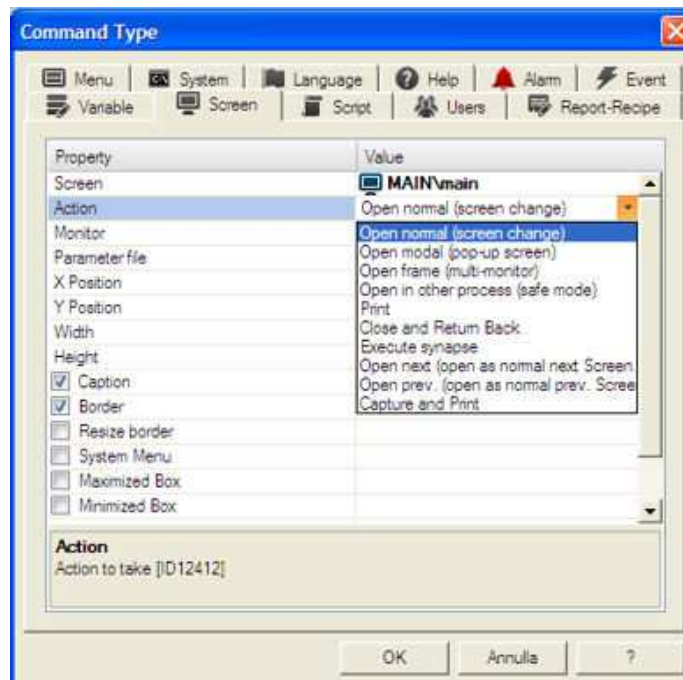 Command Type
Menu System Language Help Alarm Event
Variable Screen Script Users Report-Recipe
Property Value
Screen MAIN\main
Action Open normal (screen change)
Monitor Open normal (screen change)
Parameter file Open modal (pop-up screen)
X Position Open frame (multi-monitor)
Y Position Open in other process (safe mode)
Width Print
Height Close and Return Back
Execute synapse
Caption Open next (open as normal next Screen
Border Open prev. (open as normal prev. Scree
Capture and Print
Resize border
System Menu
Maximized Box
Minimized Box
Action
Action to take [ID12412]
OK Annulla ?